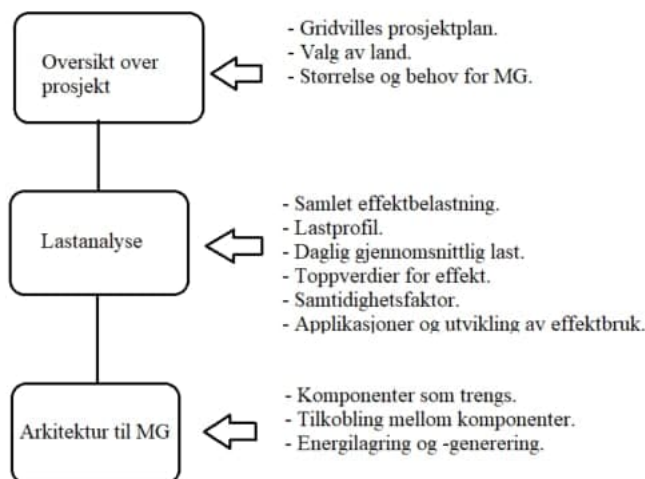 Oversikt over
prosjekt
- Gridvilles prosjektplan.
- Valg av land.
- Størrelse og behov for MG.
Lastanalyse
- Samlet effektbelastning.
- Lastprofil.
- Daglig gjennomsnittlig last.
- Toppverdier for effekt.
- Samtidighetsfaktor.
- Applikasjoner og utvikling av effektbruk.
Arkitektur til MG
- Komponenter som trengs.
- Tilkobling mellom komponenter.
- Energilagring og -generering.